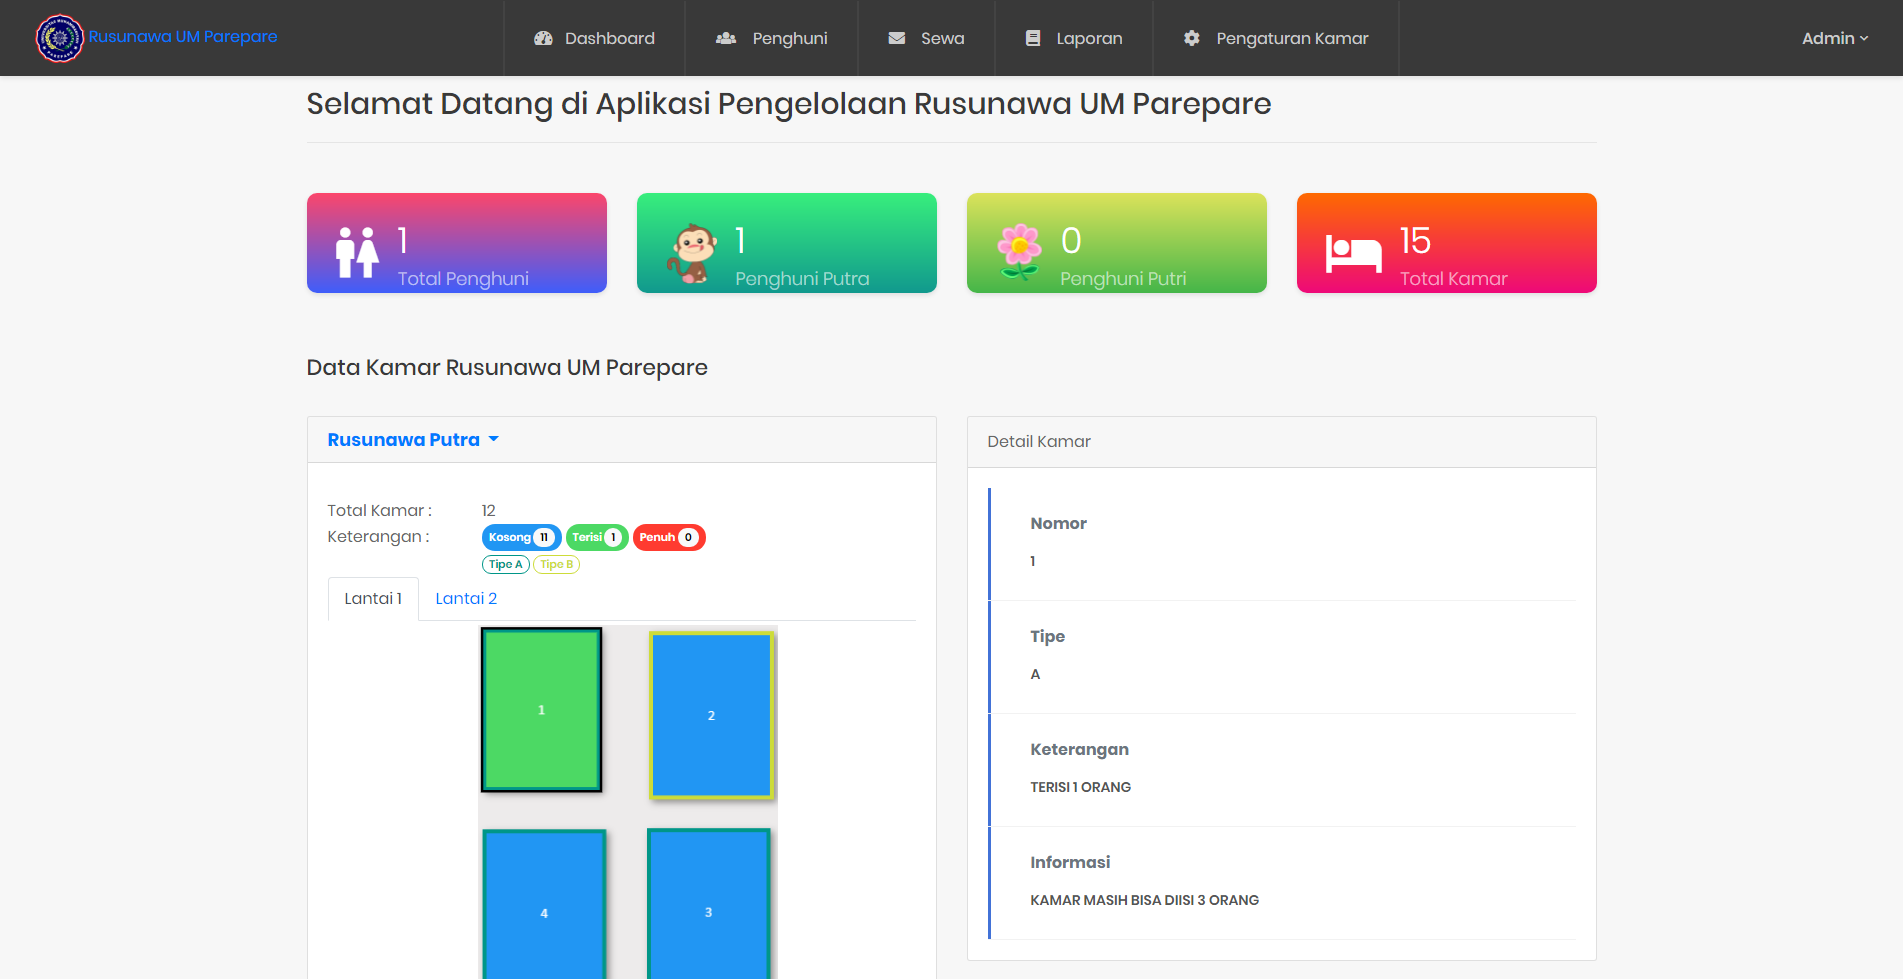 Rusunawa UM Parepare
Dashboard
Penghuni
Sewa
Laporan
Pengaturan Kamar
Admin
Selamat Datang di Aplikasi Pengelolaan Rusunawa UM Parepare
1
Total Penghuni
1
Penghuni Putra
0
Penghuni Putri
15
Total Kamar
Data Kamar Rusunawa UM Parepare
Rusunawa Putra
Total Kamar : 12
Keterangan : Kosong 11 Terisi 1 Penuh 0
Tipe A Tipe B
Lantai 1 Lantai 2
1
2
4
3
Detail Kamar
Nomor
1
Tipe
A
Keterangan
TERISI 1 ORANG
Informasi
KAMAR MASIH BISA DIISI 3 ORANG